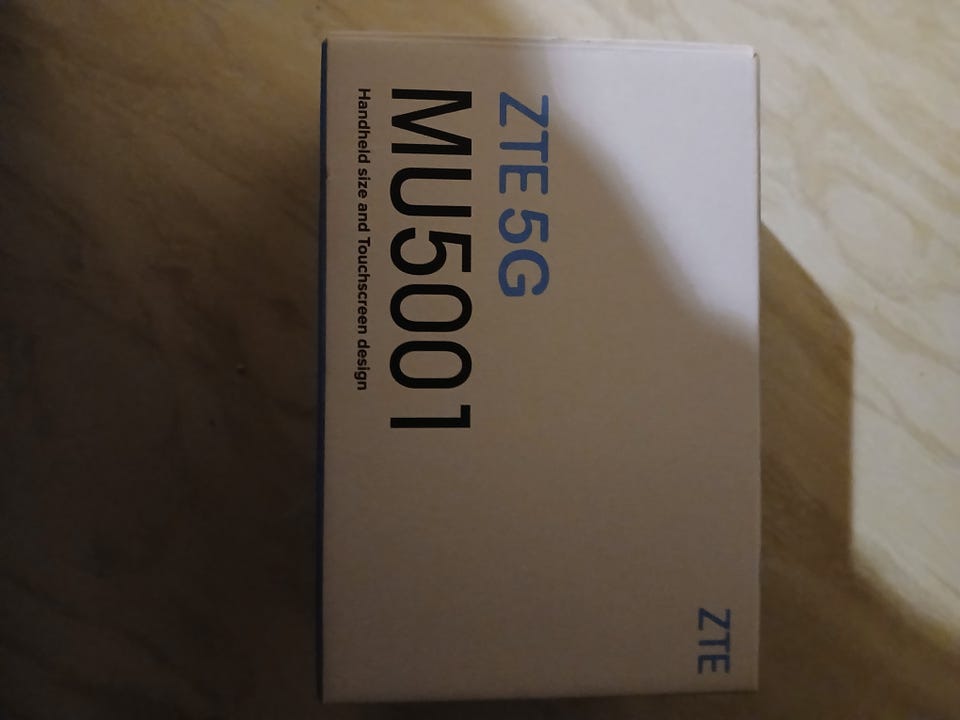 ZTE 5G
MU5001
Handheld size and Touchscreen design
ZTE